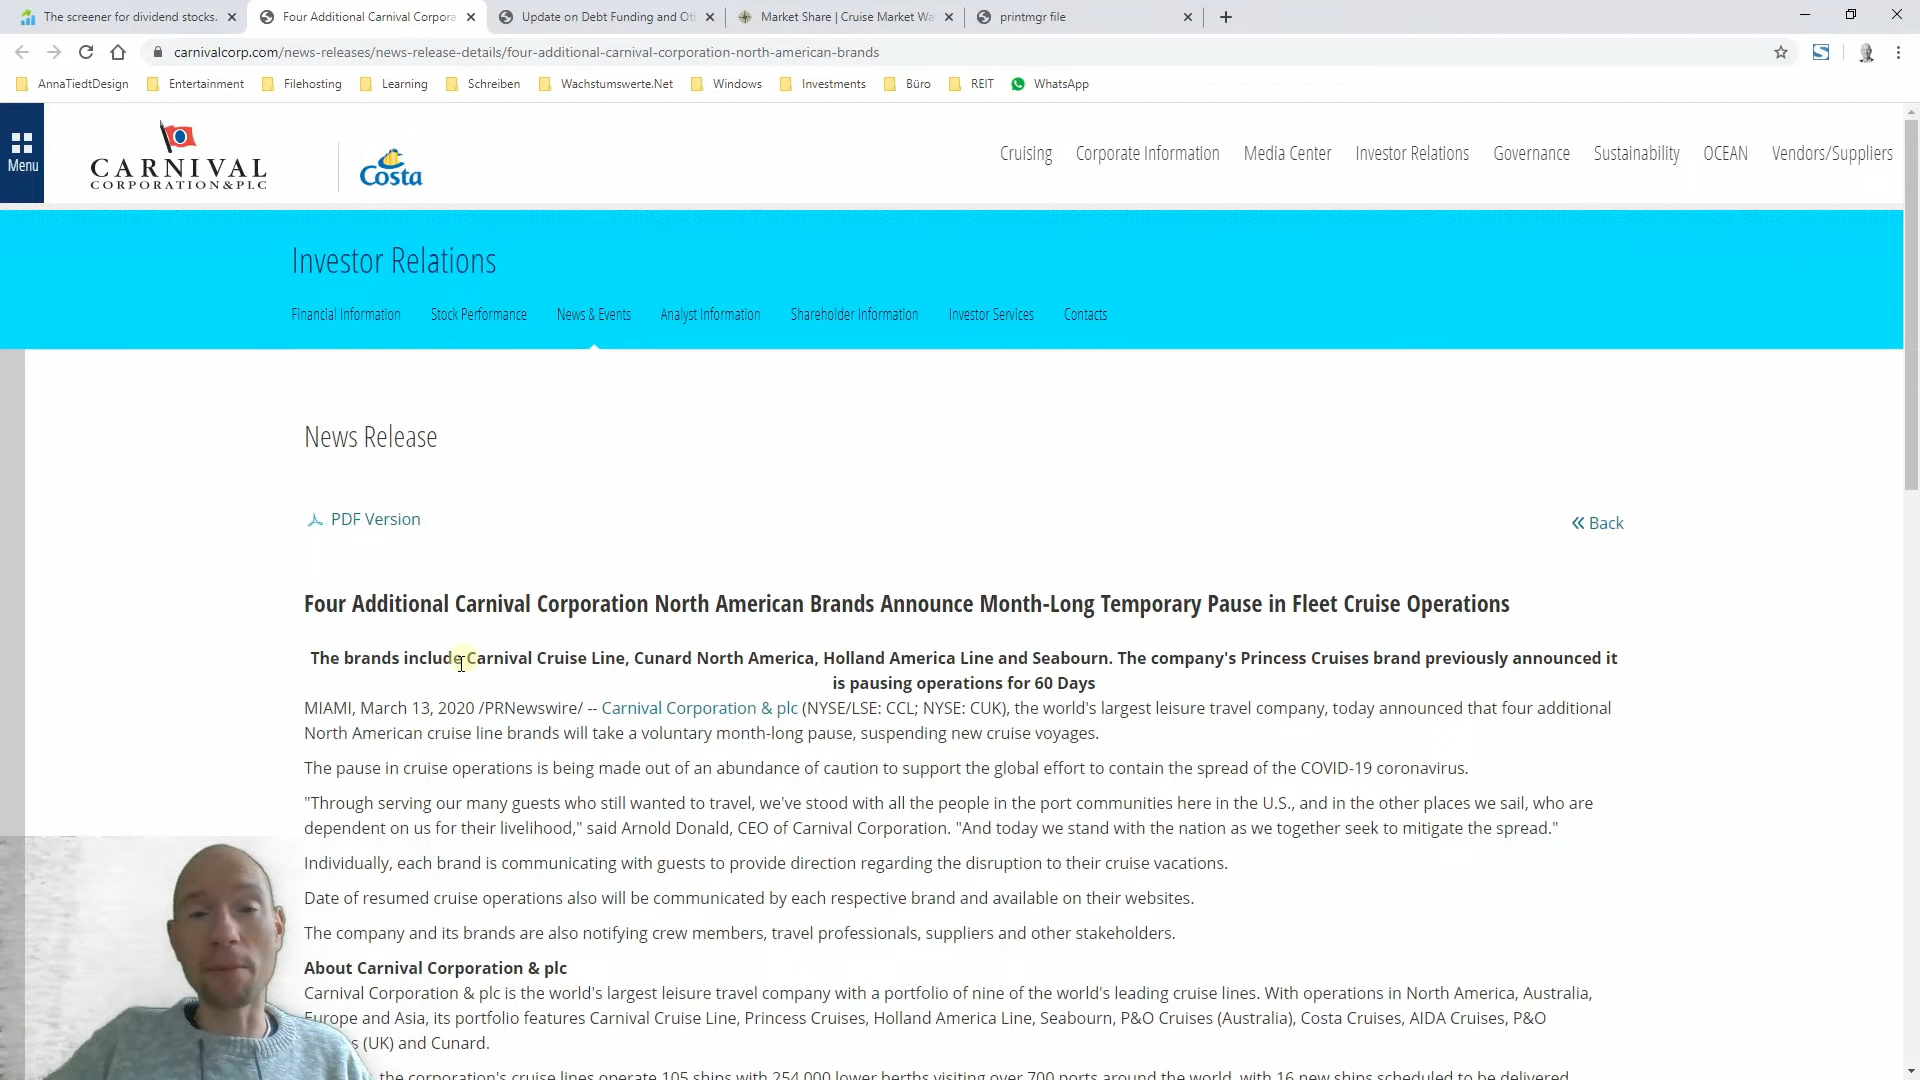 The screener for dividend stocks.
Four Additional Carnival Corpora
Update on Debt Funding and Ot
Market Share | Cruise Market Wa
printmgr file
carnivalcorp.com/news-releases/news-release-details/four-additional-carnival-corporation-north-american-brands
AnnaTiedtDesign Entertainment Filehosting Learning Schreiben Wachstumswerte.Net Windows Investments Büro REIT WhatsApp
Menu
CARNIVAL
CORPORATION&PLC
Costa
Cruising Corporate Information Media Center Investor Relations Governance Sustainability OCEAN Vendors/Suppliers
Investor Relations
Financial Information Stock Performance News & Events Analyst Information Shareholder Information Investor Services Contacts
News Release
PDF Version
« Back
Four Additional Carnival Corporation North American Brands Announce Month-Long Temporary Pause in Fleet Cruise Operations
The brands include Carnival Cruise Line, Cunard North America, Holland America Line and Seabourn. The company's Princess Cruises brand previously announced it
is pausing operations for 60 Days
MIAMI, March 13, 2020 /PRNewswire/ -- Carnival Corporation & plc (NYSE/LSE: CCL; NYSE: CUK), the world's largest leisure travel company, today announced that four additional
North American cruise line brands will take a voluntary month-long pause, suspending new cruise voyages.
The pause in cruise operations is being made out of an abundance of caution to support the global effort to contain the spread of the COVID-19 coronavirus.
"Through serving our many guests who still wanted to travel, we've stood with all the people in the port communities here in the U.S., and in the other places we sail, who are
dependent on us for their livelihood," said Arnold Donald, CEO of Carnival Corporation. "And today we stand with the nation as we together seek to mitigate the spread."
Individually, each brand is communicating with guests to provide direction regarding the disruption to their cruise vacations.
Date of resumed cruise operations also will be communicated by each respective brand and available on their websites.
The company and its brands are also notifying crew members, travel professionals, suppliers and other stakeholders.
About Carnival Corporation & plc
Carnival Corporation & plc is the world's largest leisure travel company with a portfolio of nine of the world's leading cruise lines. With operations in North America, Australia,
Europe and Asia, its portfolio features Carnival Cruise Line, Princess Cruises, Holland America Line, Seabourn, P&O Cruises (Australia), Costa Cruises, AIDA Cruises, P&O
s (UK) and Cunard.
the corporation's cruise lines operate 105 ships with 254,000 lower berths visiting over 700 ports around the world, with 16 new ships scheduled to be delivered